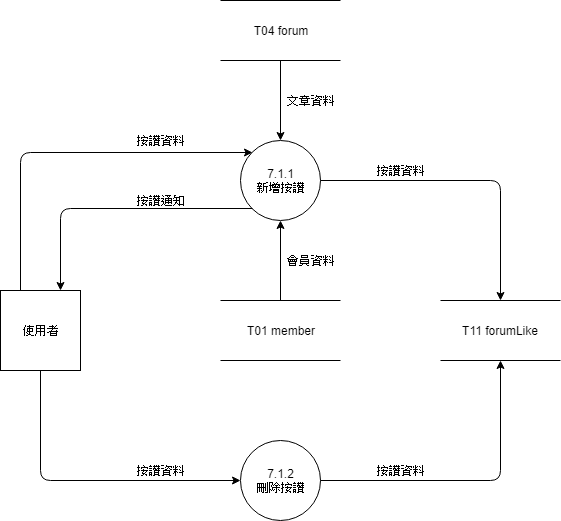 T04 forum
文章資料
按讚資料
7.1.1
新增按讚
按讚資料
按讚通知
會員資料
使用者
T01 member
T11 forumLike
按讚資料
7.1.2
刪除按讚
按讚資料